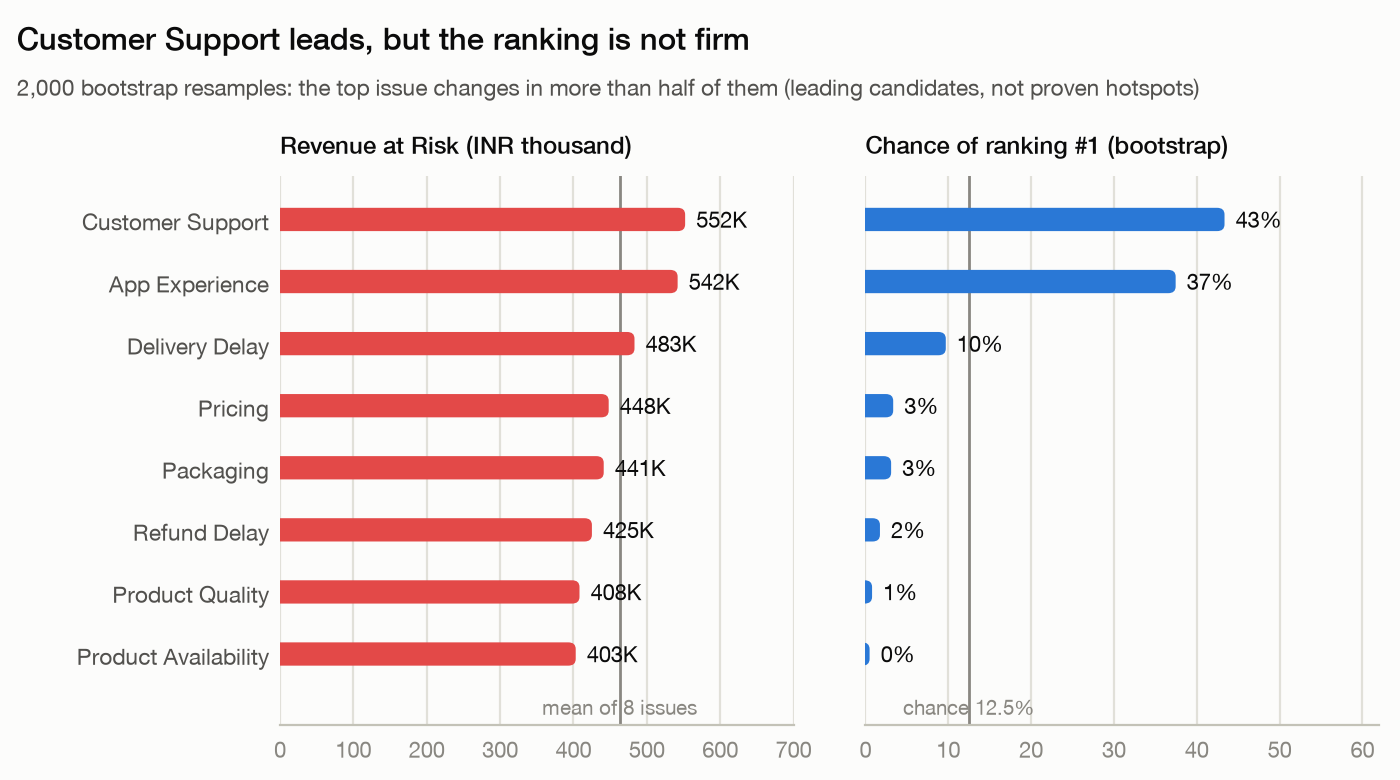 Customer Support leads, but the ranking is not firm
2,000 bootstrap resamples: the top issue changes in more than half of them (leading candidates, not proven hotspots)
Revenue at Risk (INR thousand)
Customer Support 552K
App Experience 542K
Delivery Delay 483K
Pricing 448K
Packaging 441K
Refund Delay 425K
Product Quality 408K
Product Availability 403K
mean of 8 issues
0 100 200 300 400 500 600 700
Chance of ranking #1 (bootstrap)
43%
37%
10%
3%
3%
2%
1%
0%
chance 12.5%
0 10 20 30 40 50 60